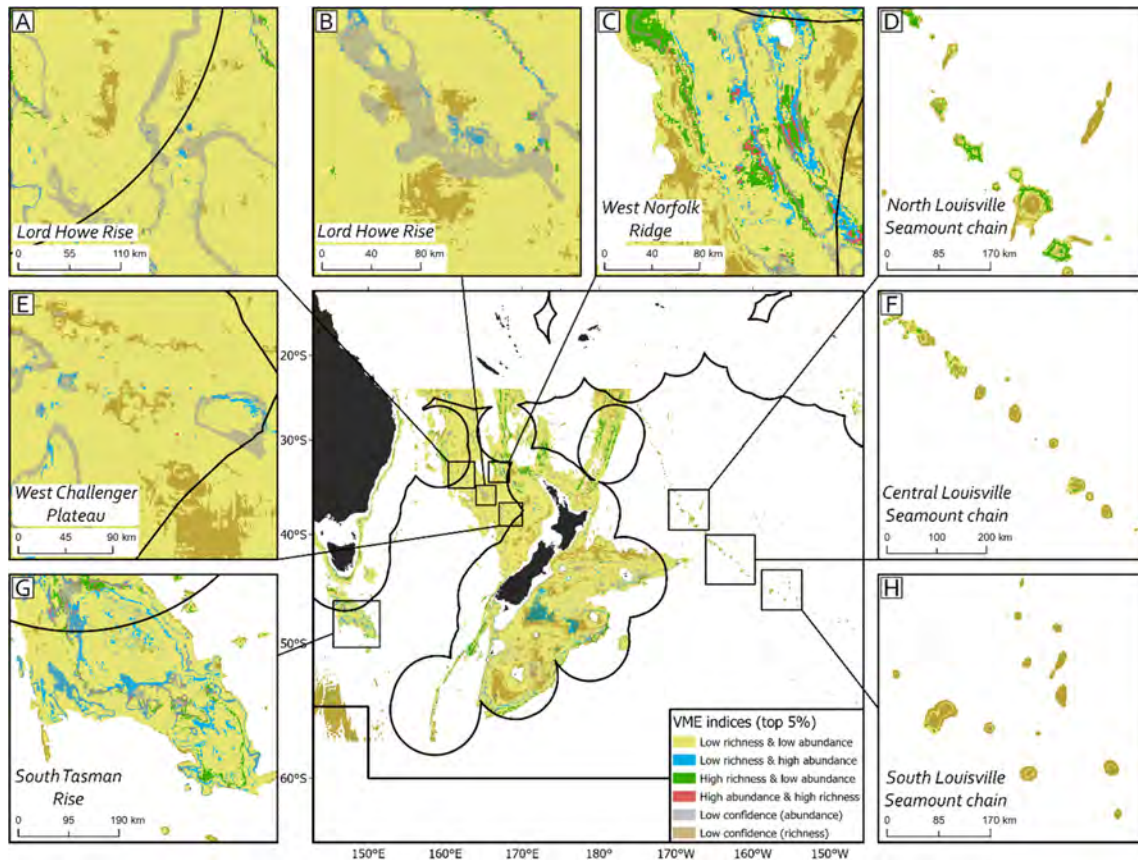 A
Lord Howe Rise
0 55 110 km
B
Lord Howe Rise
0 40 80 km
C
West Norfolk
Ridge
0 40 80 km
D
North Louisville
Seamount chain
0 85 170 km
E
West Challenger
Plateau
0 45 90 km
F
Central Louisville
Seamount chain
0 100 200 km
G
South Tasman
Rise
0 95 190 km
H
South Louisville
Seamount chain
0 85 170 km
20°S
30°S
40°S
50°S
60°S
VME indices (top 5%)
Low richness & low abundance
Low richness & high abundance
High richness & low abundance
High abundance & high richness
Low confidence (abundance)
Low confidence (richness)
150°E 160°E 170°E 180° 170°W 160°W 150°W